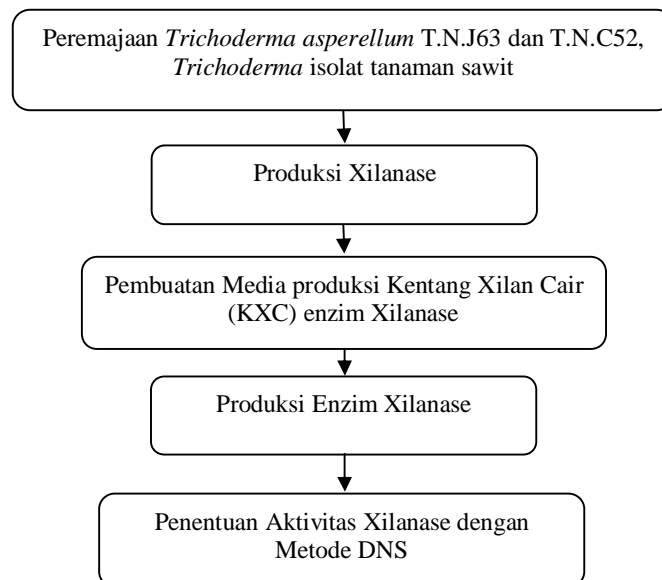 Peremajaan Trichoderma asperellum T.N.J63 dan T.N.C52,
Trichoderma isolat tanaman sawit
Produksi Xilanase
Pembuatan Media produksi Kentang Xilan Cair
(KXC) enzim Xilanase
Produksi Enzim Xilanase
Penentuan Aktivitas Xilanase dengan
Metode DNS